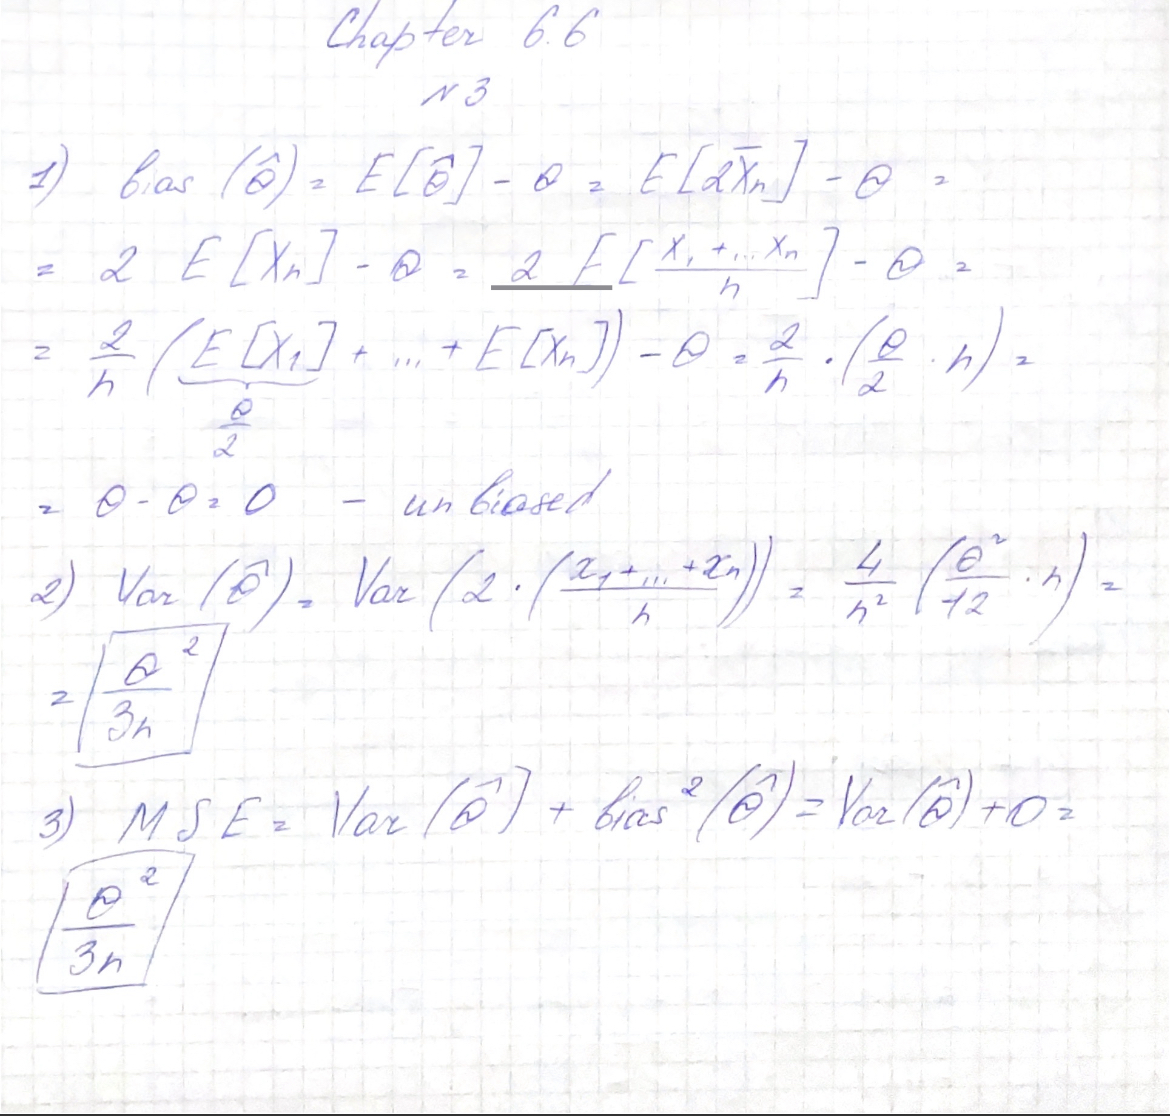 Chapter 6.6
N 3
1) bias (θ̂) = E[θ̂] - θ = E[2X̄n] - θ =
= 2 E[Xn] - θ = 2 E[(X1 + ... Xn)/n] - θ =
= 2/n (E[X1] + ... + E[Xn]) - θ = 2/n · (θ/2 · n) =
θ/2
= θ - θ = 0 - unbiased
2) Var (θ̂) = Var (2 · ((x1 + ... + xn)/n)) = 4/n² (θ²/12 · n) =
= θ²/3n
3) MSE = Var (θ̂] + bias² (θ̂) = Var(θ̂) + 0 =
θ²/3n